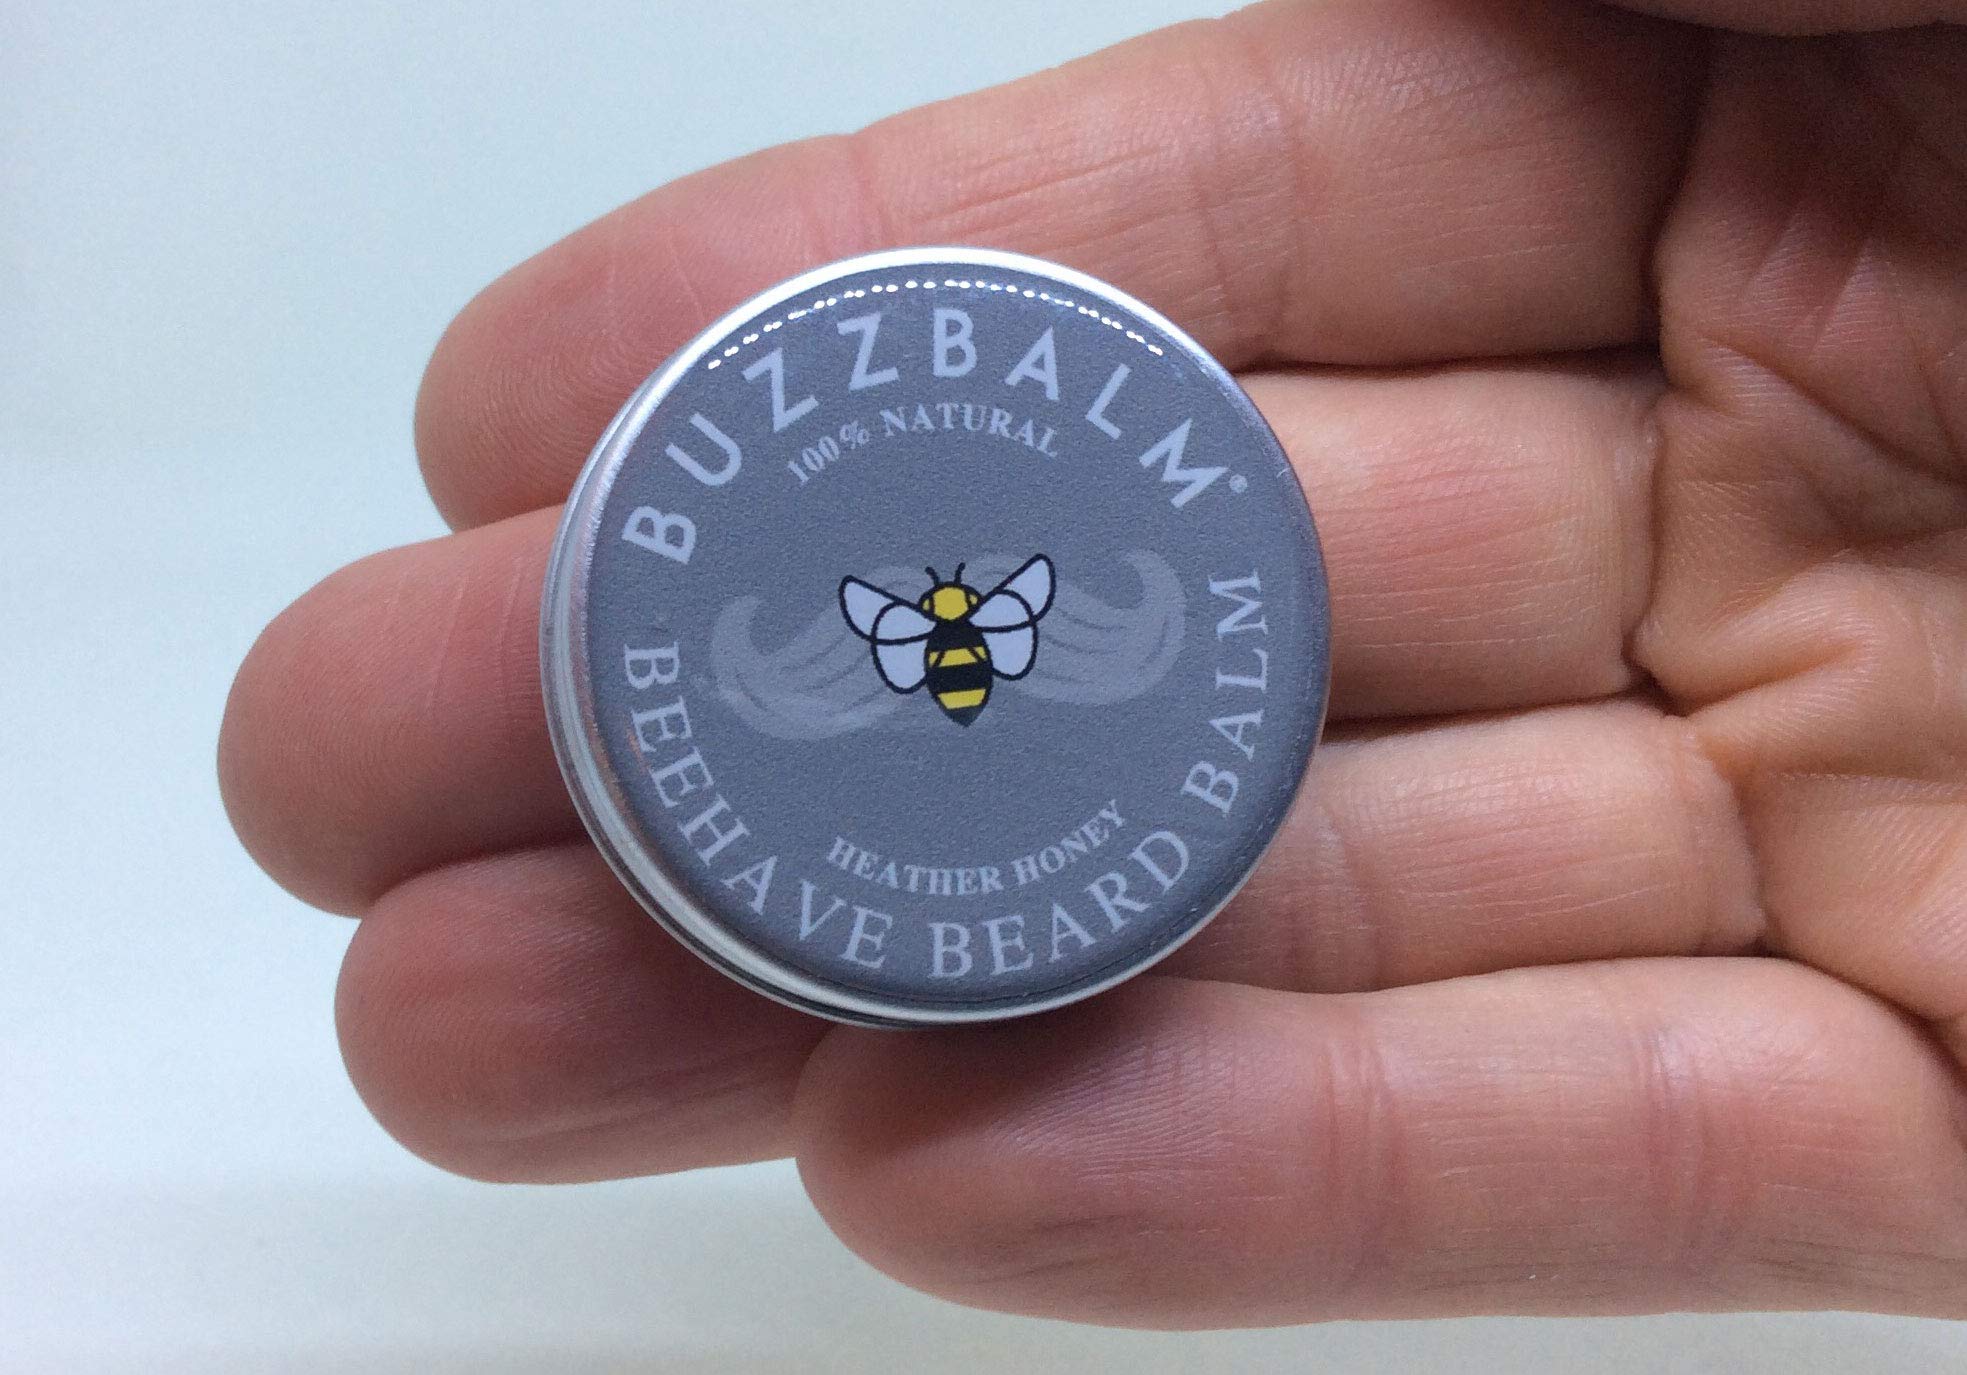 BUZZBALM®
100% NATURAL
HEATHER HONEY
BEEHAVE BEARD BALM